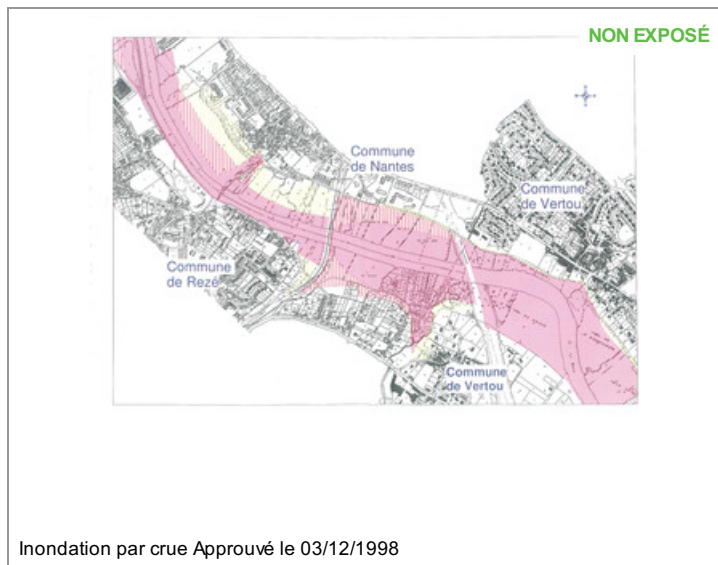 NON EXPOSÉ
Commune
de Nantes
Commune
de Vertou
Commune
de Rezé
Commune
de Vertou
Inondation par crue Approuvé le 03/12/1998